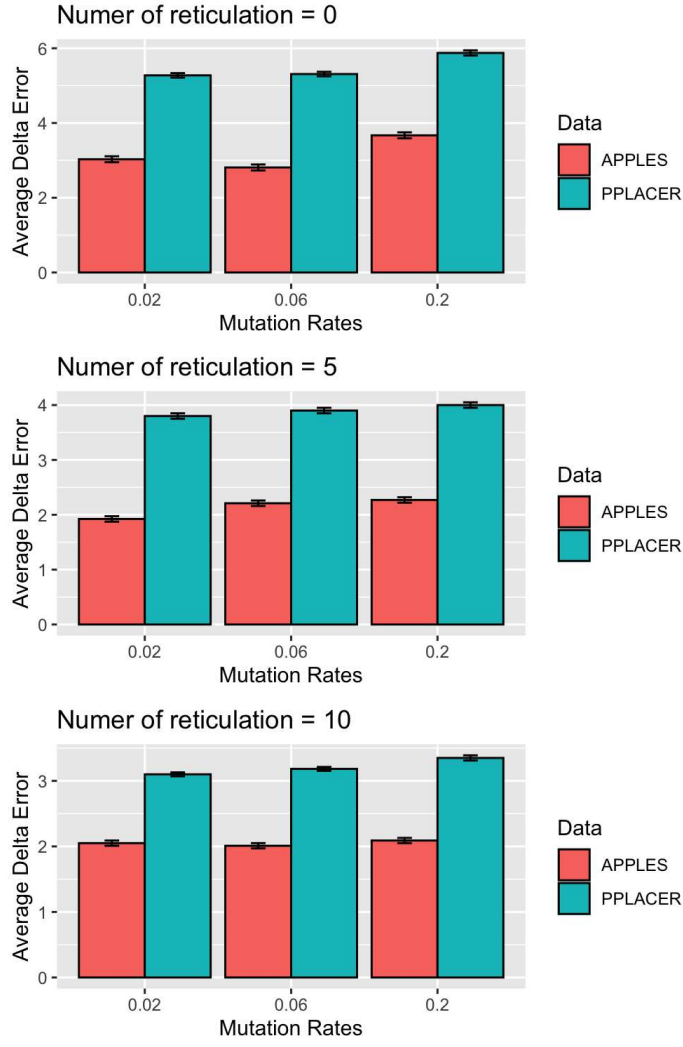 Numer of reticulation = 0
Average Delta Error
6
4
2
0
0.02 0.06 0.2
Mutation Rates
Data
APPLES
PPLACER
Numer of reticulation = 5
Average Delta Error
4
3
2
1
0
0.02 0.06 0.2
Mutation Rates
Data
APPLES
PPLACER
Numer of reticulation = 10
Average Delta Error
3
2
1
0
0.02 0.06 0.2
Mutation Rates
Data
APPLES
PPLACER